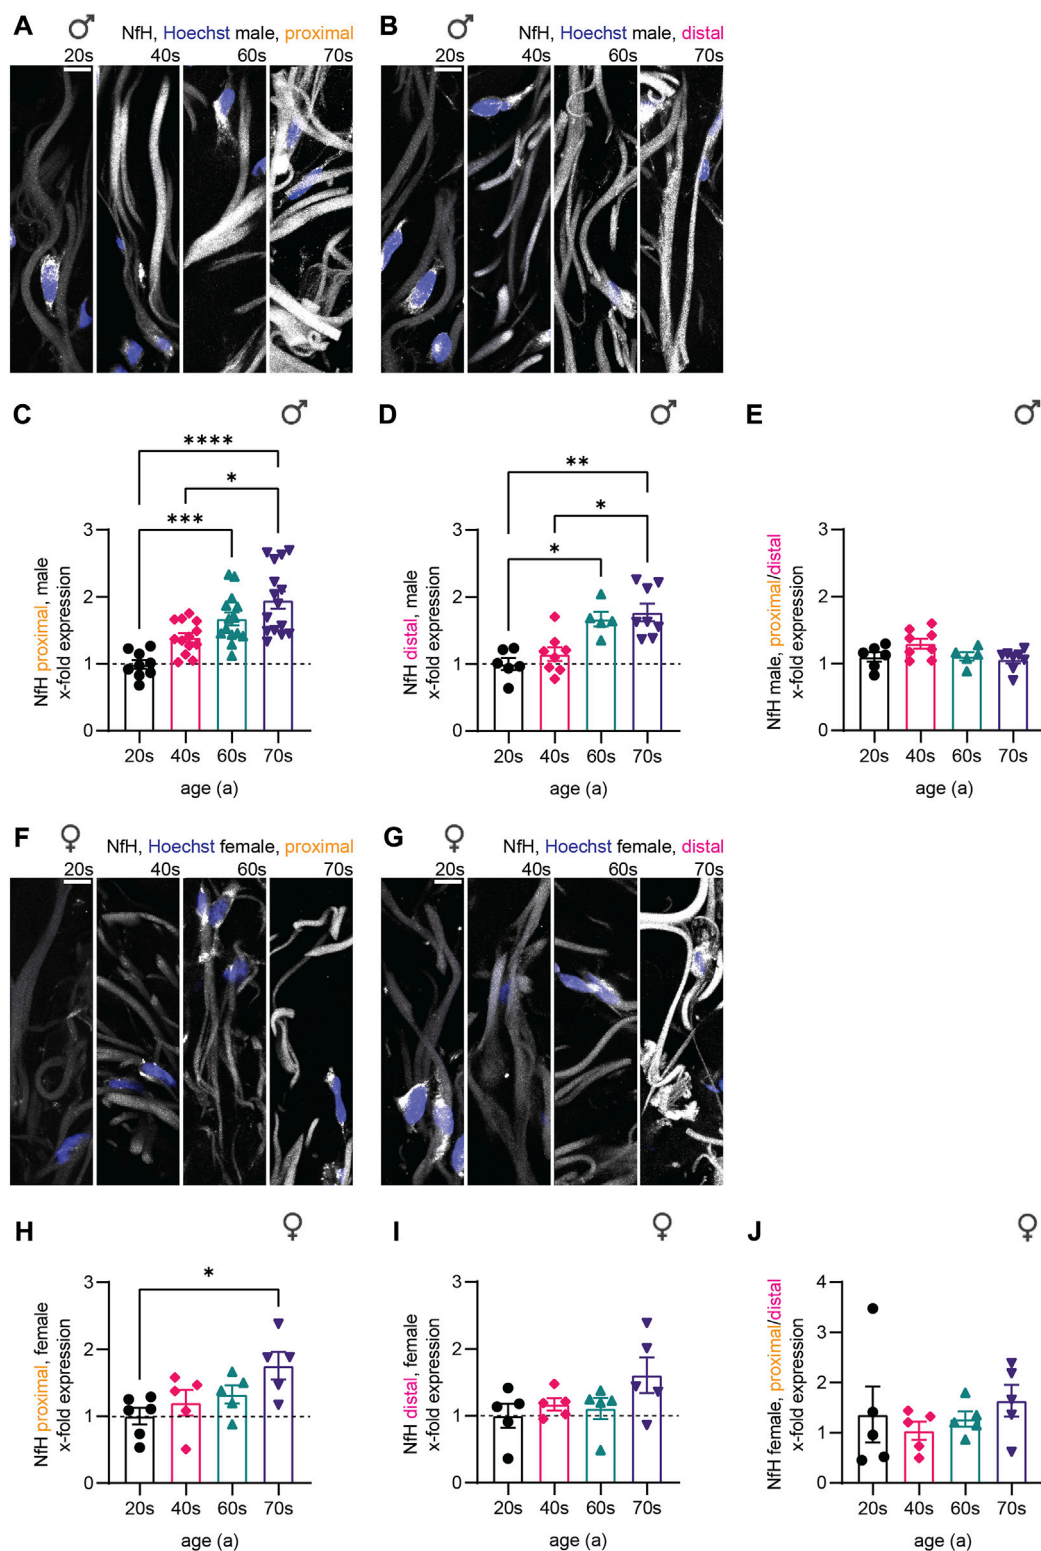 A ♂ NfH, Hoechst male, proximal
20s 40s 60s 70s
B ♂ NfH, Hoechst male, distal
20s 40s 60s 70s
C ♂
****
*
***
NfH proximal, male
x-fold expression
3
2
1
0
20s 40s 60s 70s
age (a)
D ♂
**
*
*
NfH distal, male
x-fold expression
3
2
1
0
20s 40s 60s 70s
age (a)
E ♂
NfH male, proximal/distal
x-fold expression
3
2
1
0
20s 40s 60s 70s
age (a)
F ♀ NfH, Hoechst female, proximal
20s 40s 60s 70s
G ♀ NfH, Hoechst female, distal
20s 40s 60s 70s
H ♀
*
NfH proximal, female
x-fold expression
3
2
1
0
20s 40s 60s 70s
age (a)
I ♀
NfH distal, female
x-fold expression
3
2
1
0
20s 40s 60s 70s
age (a)
J ♀
NfH female, proximal/distal
x-fold expression
4
3
2
1
0
20s 40s 60s 70s
age (a)